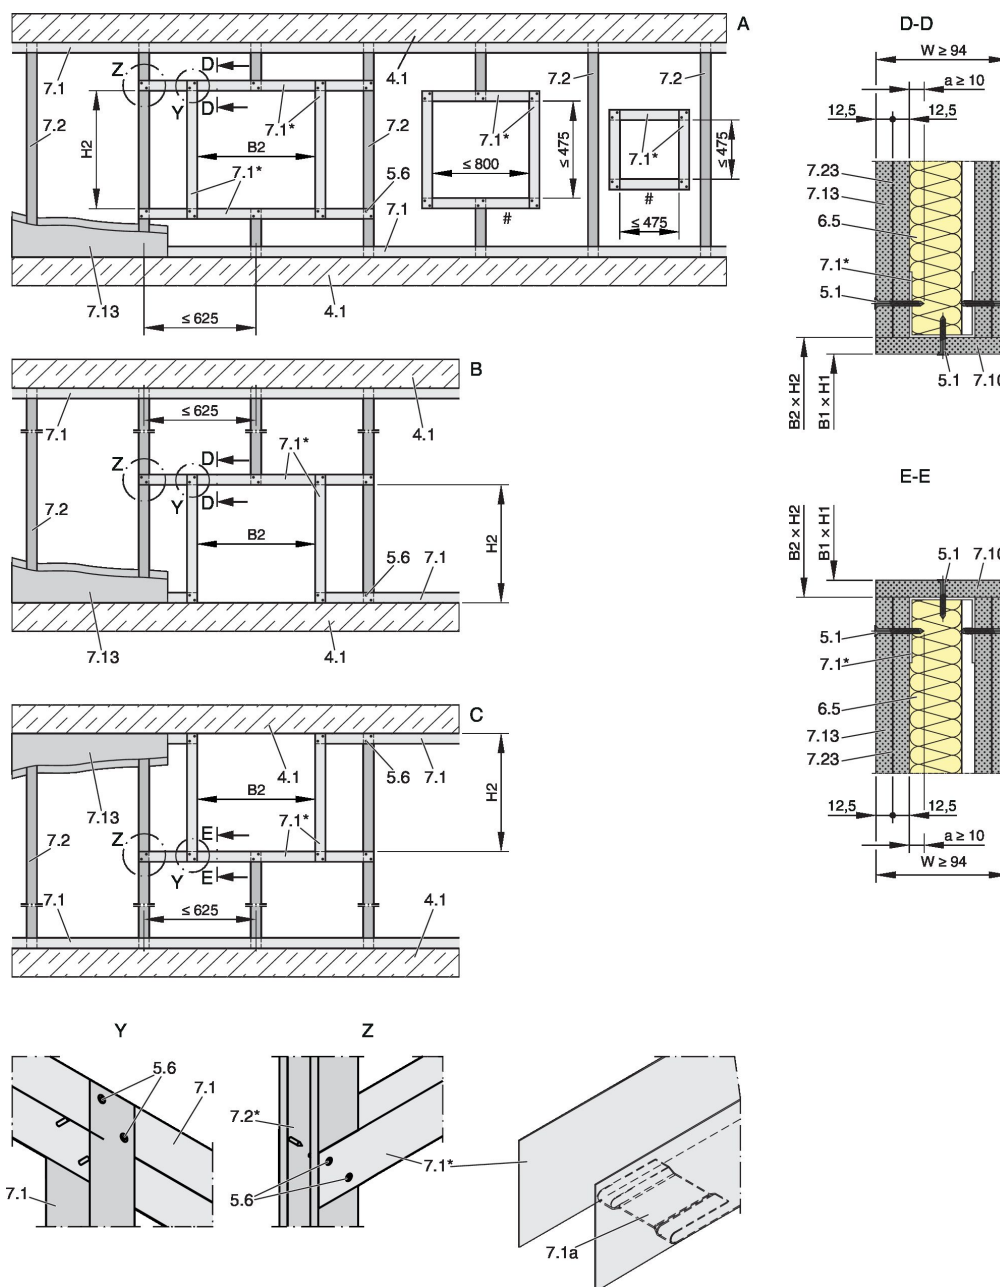 A
4.1
7.1
Z
D
7.2
7.2
Y
D
7.1*
7.1*
7.1*
7.2
H2
B2
7.2
≤ 800
≤ 475
≤ 475
7.1*
5.6
7.1
#
#
≤ 475
7.13
4.1
≤ 625
B
≤ 625
7.1
4.1
7.1*
Z
D
Y
D
7.2
B2
H2
5.6
7.1
7.13
4.1
C
4.1
5.6
7.1
B2
H2
7.13
7.2
Z
E
7.1*
Y
E
7.1
≤ 625
4.1
D-D
W ≥ 94
a ≥ 10
12,5
12,5
7.23
7.13
6.5
7.1*
5.1
5.1
7.10
B2 × H2
B1 × H1
E-E
B2 × H2
B1 × H1
5.1
7.10
5.1
7.1*
6.5
7.13
7.23
12,5
12,5
a ≥ 10
W ≥ 94
Y
5.6
7.1
7.1
Z
7.2*
5.6
7.1*
7.1a